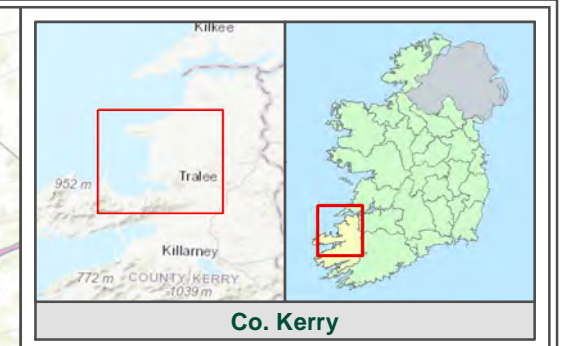 Kilkee
952 m
Tralee
Killarney
772 m
COUNTY KERRY
1039 m
Co. Kerry